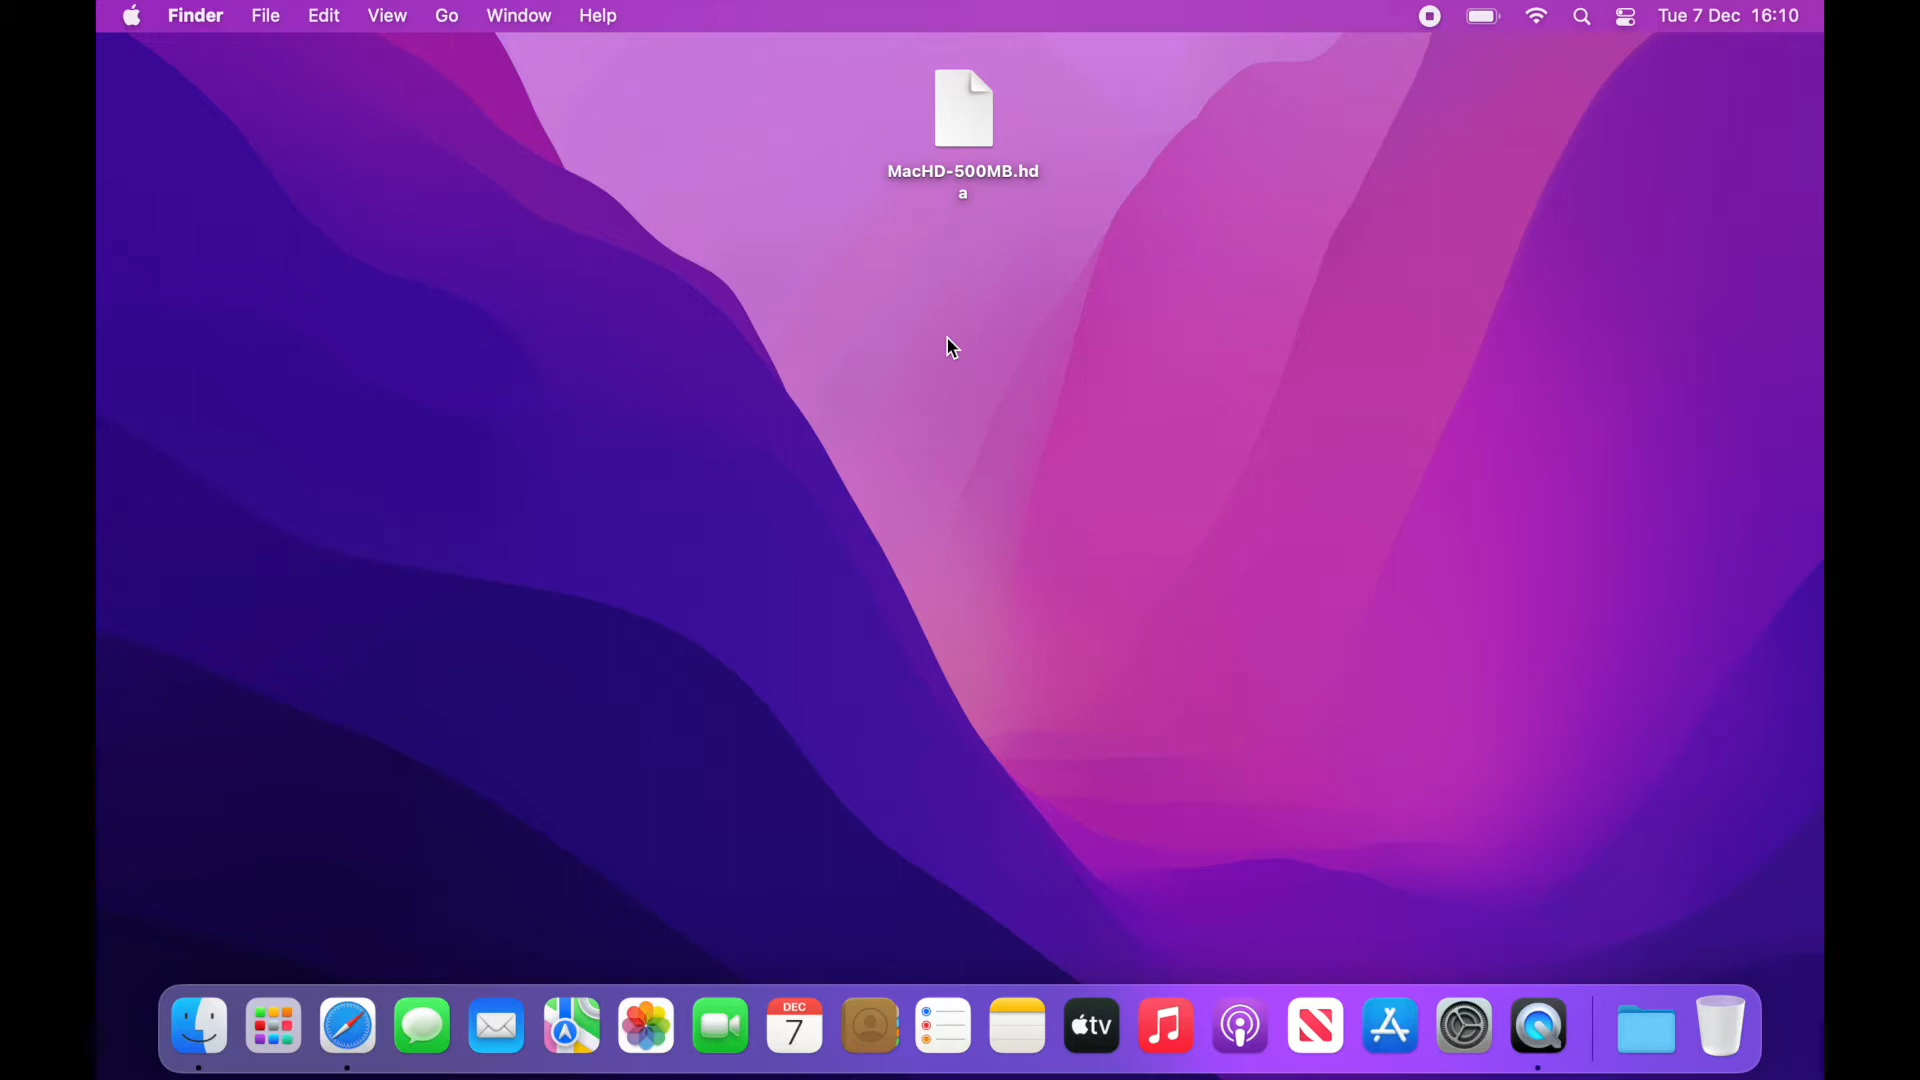 Finder File Edit View Go Window Help Tue 7 Dec 16:10
MacHD-500MB.hd
a
DEC
7
tv